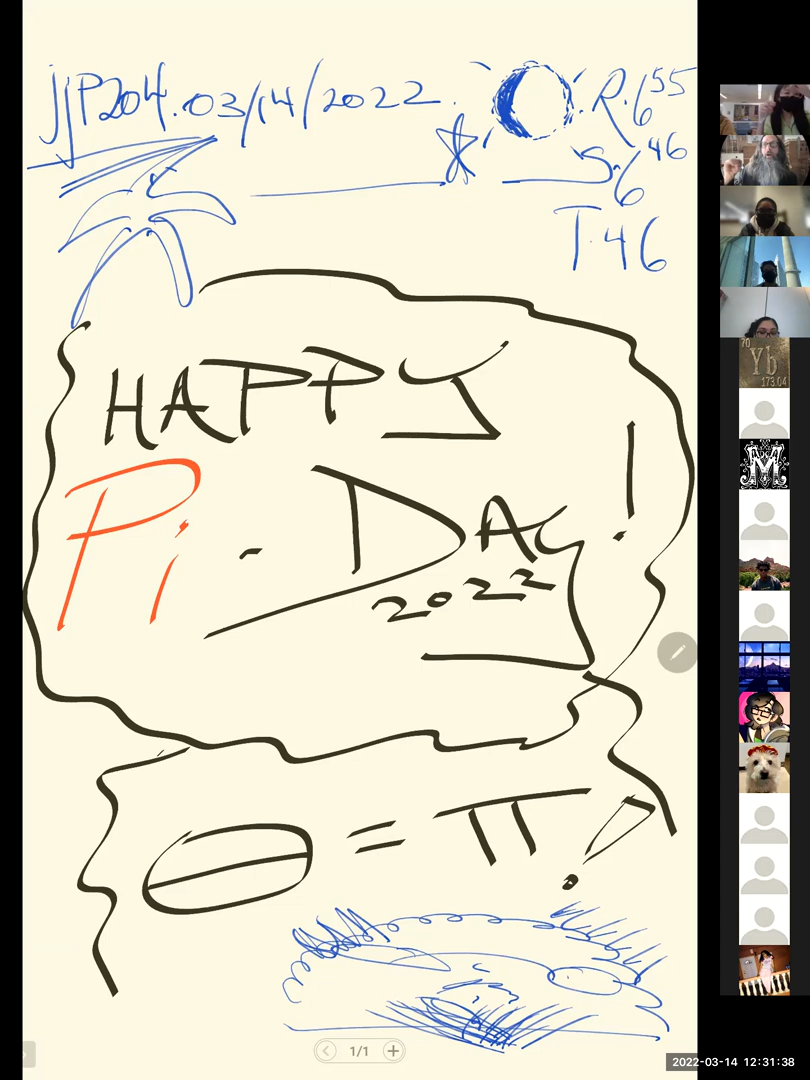 jjP204.03/14/2022. R.6 55
S.6 46
T.46
HAPPY
Pi - DAY!
2022
θ = π!
70
Yb
173.04
M
1/1
2022-03-14 12:31:38